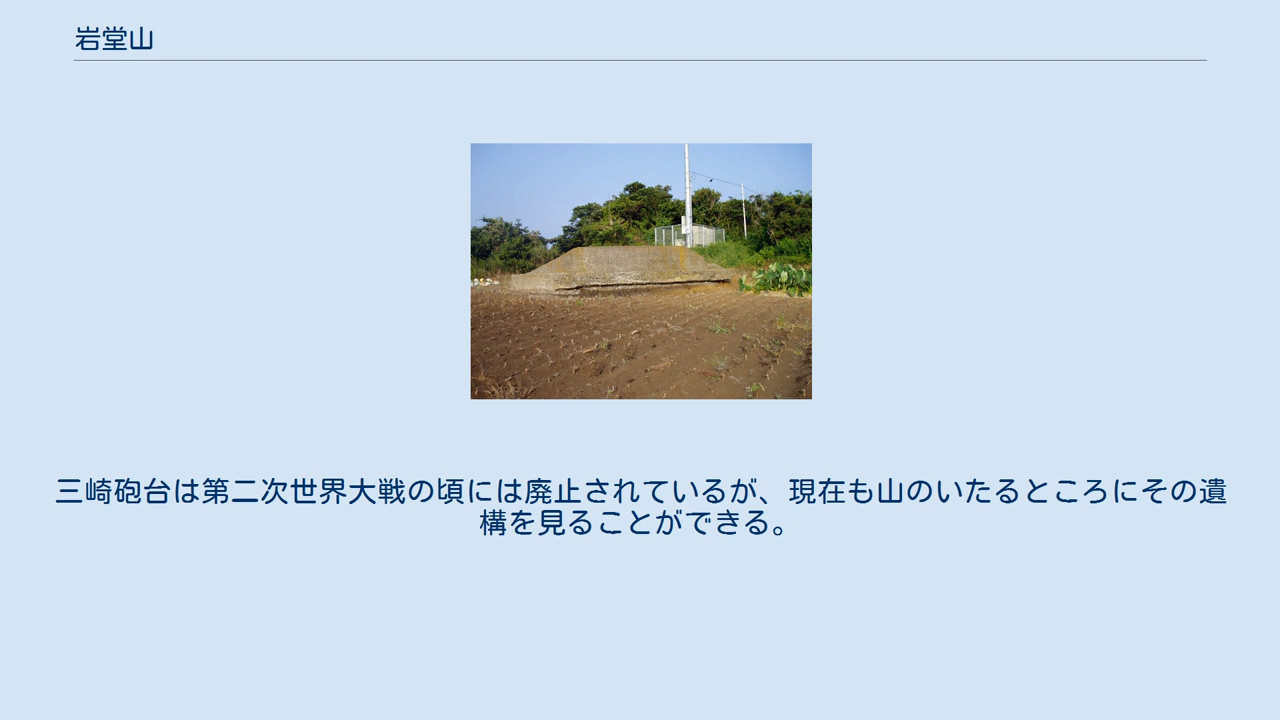 岩堂山
三崎砲台は第二次世界大戦の頃には廃止されているが、現在も山のいたるところにその遺
構を見ることができる。